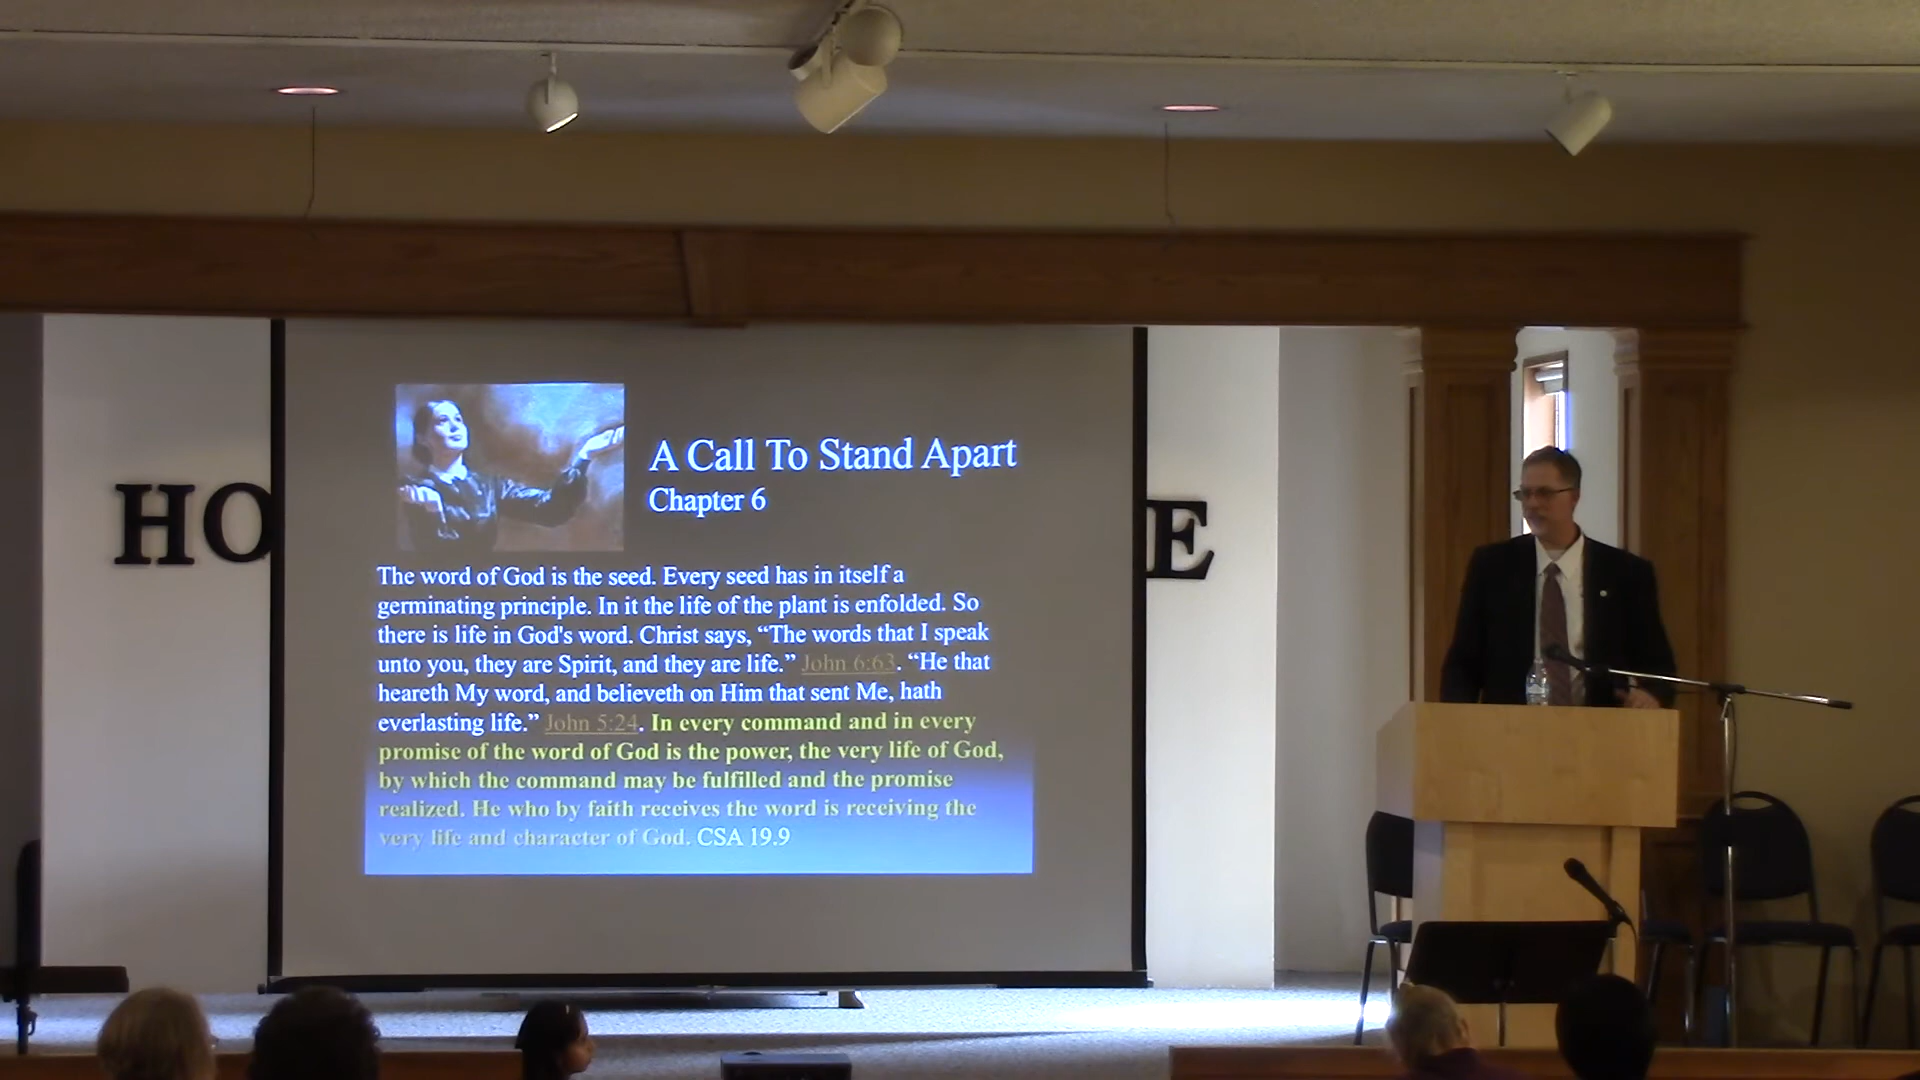 A Call To Stand Apart
Chapter 6
HO
E
The word of God is the seed. Every seed has in itself a
germinating principle. In it the life of the plant is enfolded. So
there is life in God's word. Christ says, “The words that I speak
unto you, they are Spirit, and they are life.” John 6:63. “He that
heareth My word, and believeth on Him that sent Me, hath
everlasting life.” John 5:24. In every command and in every
promise of the word of God is the power, the very life of God,
by which the command may be fulfilled and the promise
realized. He who by faith receives the word is receiving the
very life and character of God. CSA 19.9